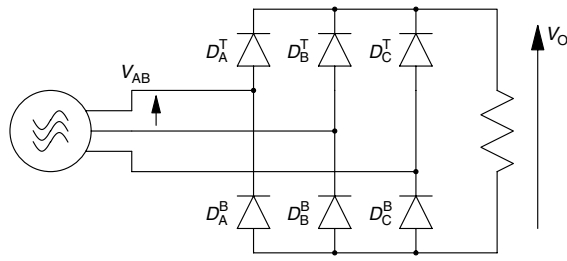 D_A^T D_B^T D_C^T V_O
V_AB
D_A^B D_B^B D_C^B